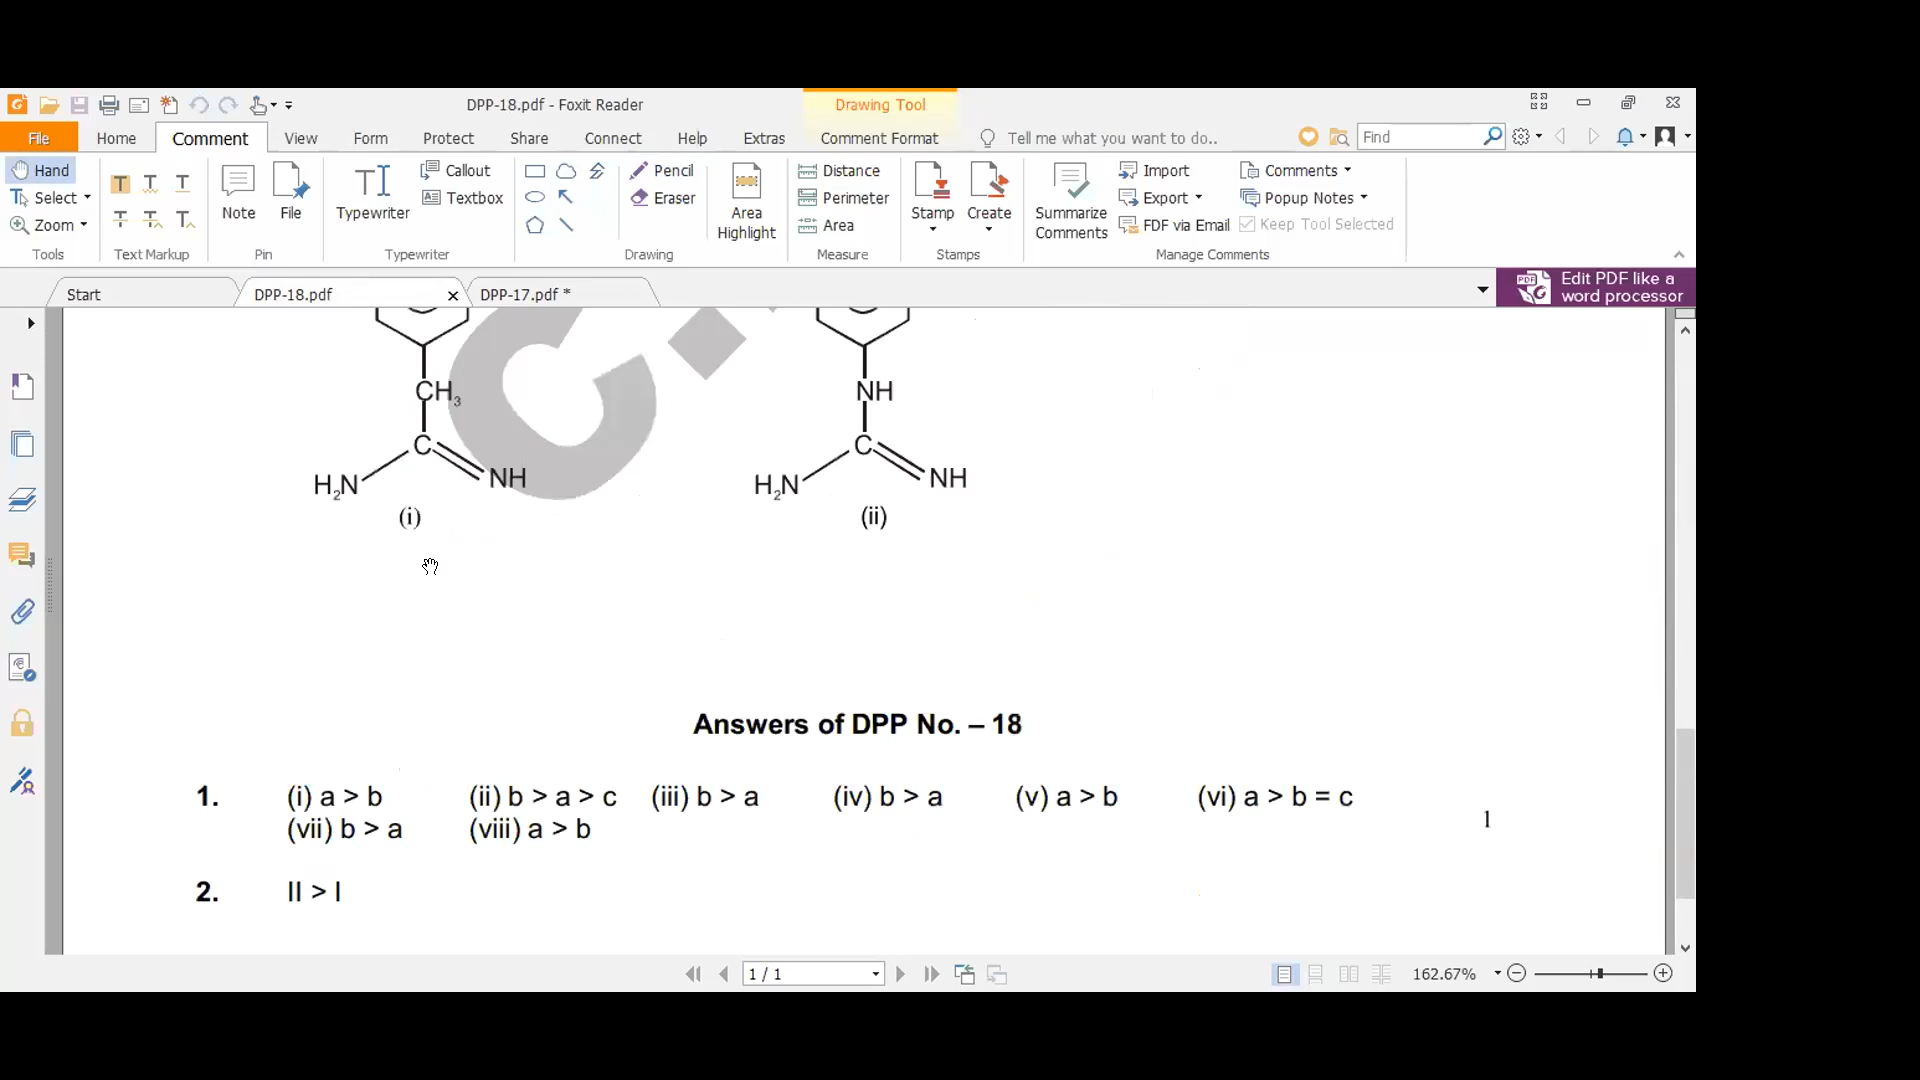 DPP-18.pdf - Foxit Reader
Drawing Tool
File Home Comment View Form Protect Share Connect Help Extras Comment Format Tell me what you want to do.. Find
Hand
Select
Zoom
Tools
Text Markup
Note
File
Pin
Typewriter
Callout
Textbox
Typewriter
Pencil
Eraser
Drawing
Area
Highlight
Distance
Perimeter
Area
Measure
Stamp
Create
Stamps
Summarize
Comments
Import
Export
FDF via Email
Comments
Popup Notes
Keep Tool Selected
Manage Comments
Start
DPP-18.pdf
DPP-17.pdf *
Edit PDF like a
word processor
CH3 NH
C C
H2N NH H2N NH
(i) (ii)
Answers of DPP No. – 18
1. (i) a > b (ii) b > a > c (iii) b > a (iv) b > a (v) a > b (vi) a > b = c
(vii) b > a (viii) a > b
1
2. II > I
1 / 1
162.67%